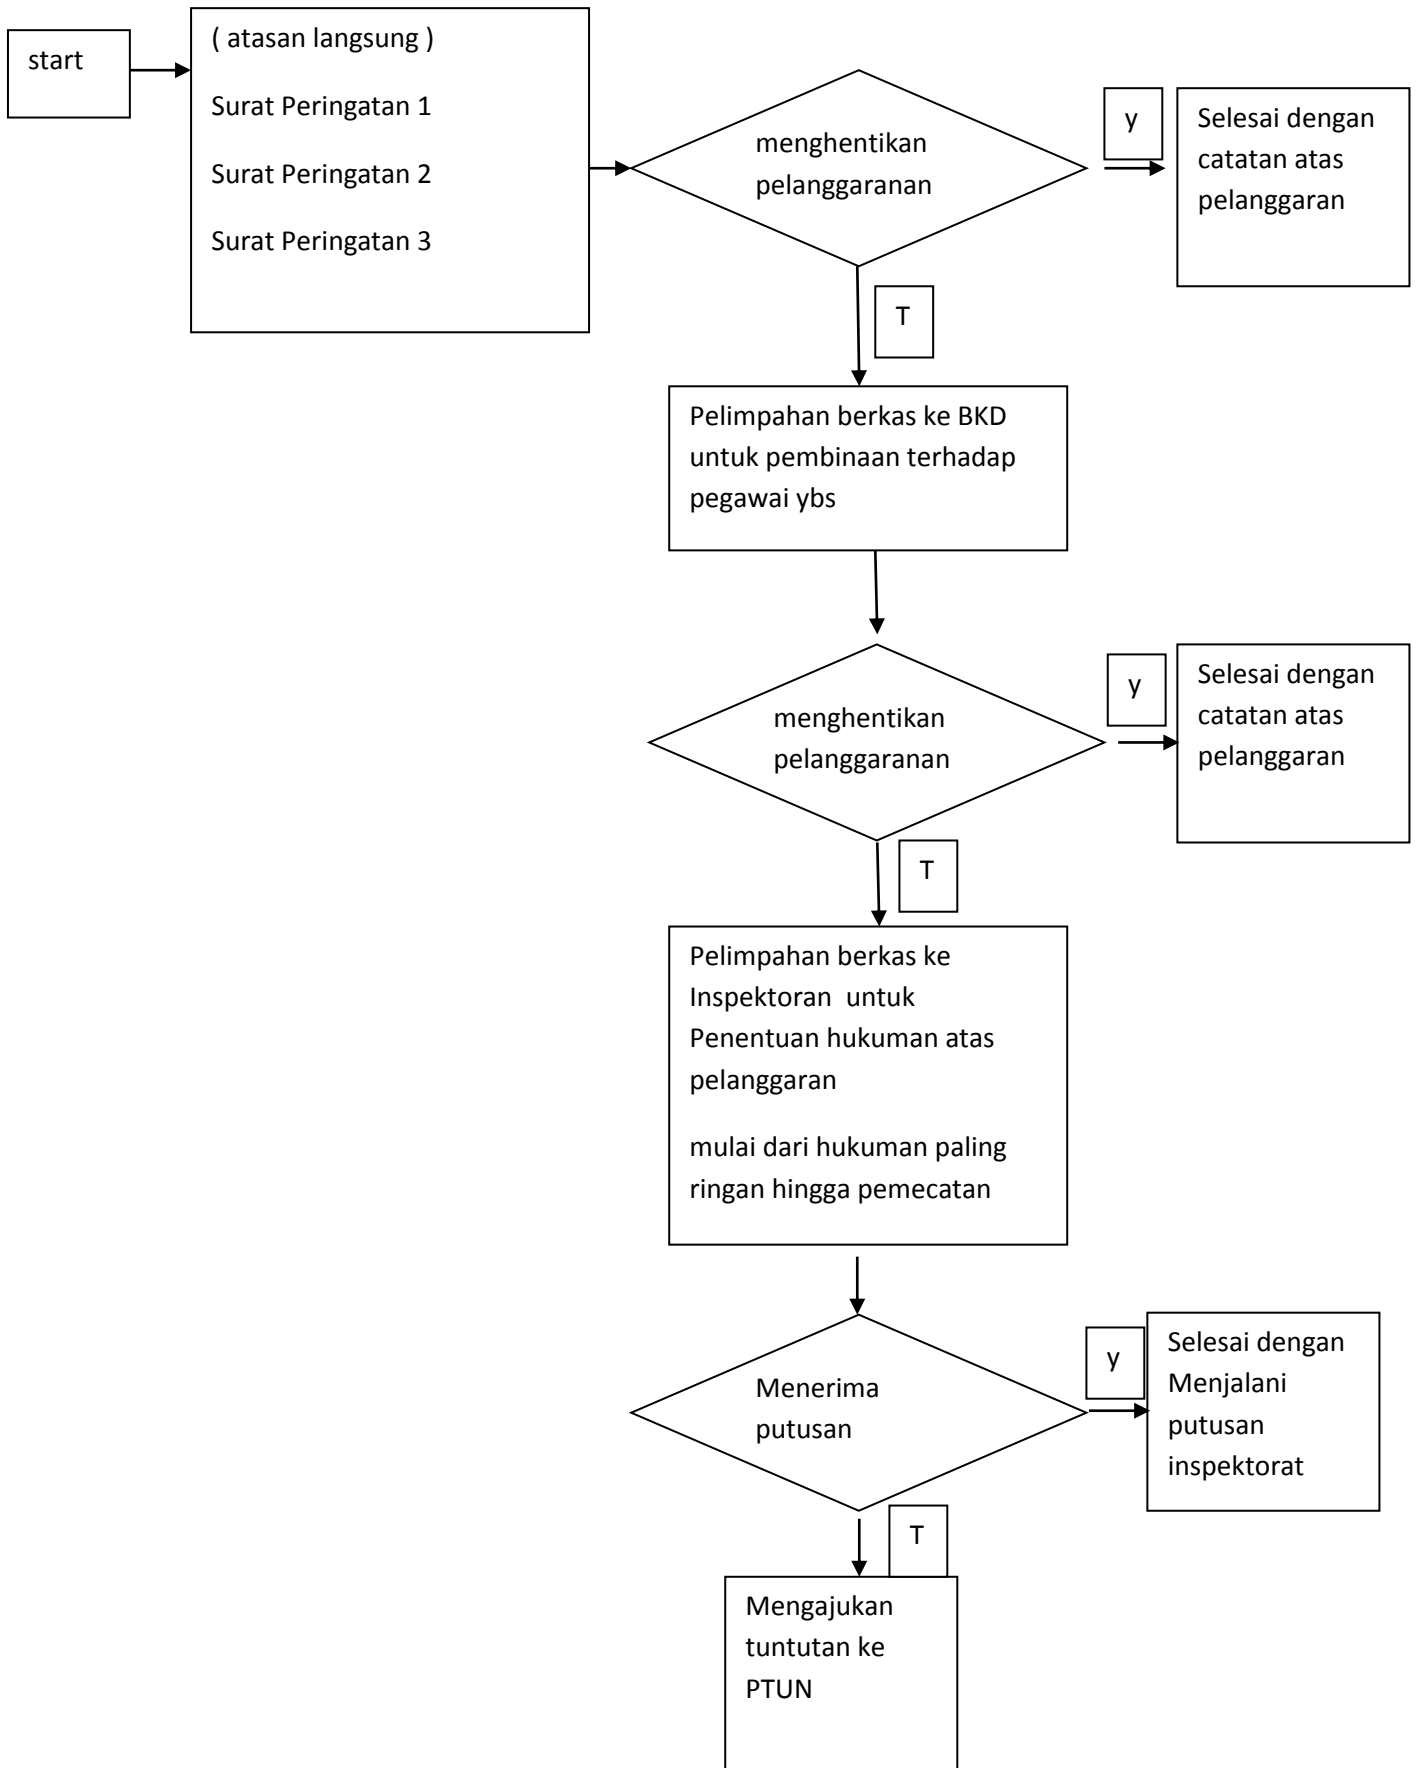 start
( atasan langsung )
Surat Peringatan 1
Surat Peringatan 2
Surat Peringatan 3
menghentikan
pelanggaranan
y
Selesai dengan
catatan atas
pelanggaran
T
Pelimpahan berkas ke BKD
untuk pembinaan terhadap
pegawai ybs
menghentikan
pelanggaranan
y
Selesai dengan
catatan atas
pelanggaran
T
Pelimpahan berkas ke
Inspektoran  untuk
Penentuan hukuman atas
pelanggaran
mulai dari hukuman paling
ringan hingga pemecatan
Menerima
putusan
y
Selesai dengan
Menjalani
putusan
inspektorat
T
Mengajukan
tuntutan ke
PTUN